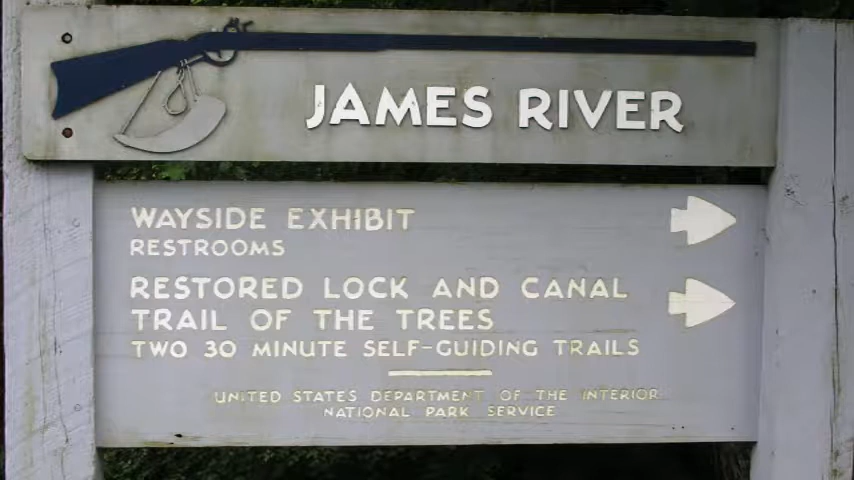 JAMES RIVER
WAYSIDE EXHIBIT
RESTROOMS
RESTORED LOCK AND CANAL
TRAIL OF THE TREES
TWO 30 MINUTE SELF-GUIDING TRAILS
UNITED STATES DEPARTMENT OF THE INTERIOR
NATIONAL PARK SERVICE